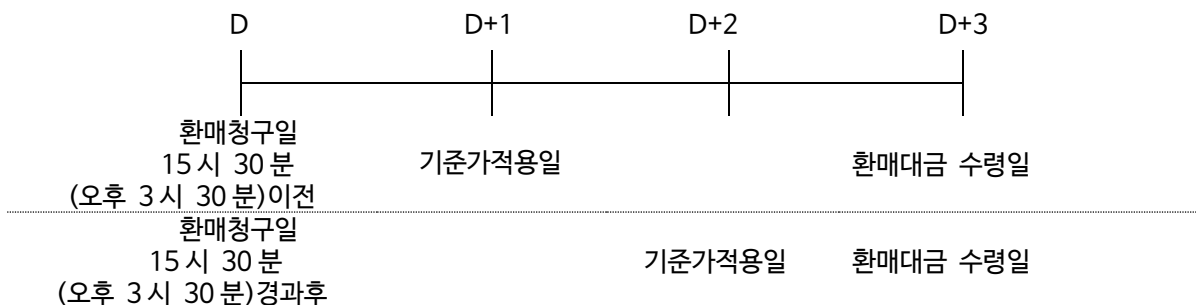 D D+1 D+2 D+3
환매청구일
15시 30분
(오후 3시 30분)이전
기준가적용일
환매대금 수령일
환매청구일
15시 30분
(오후 3시 30분)경과후
기준가적용일
환매대금 수령일